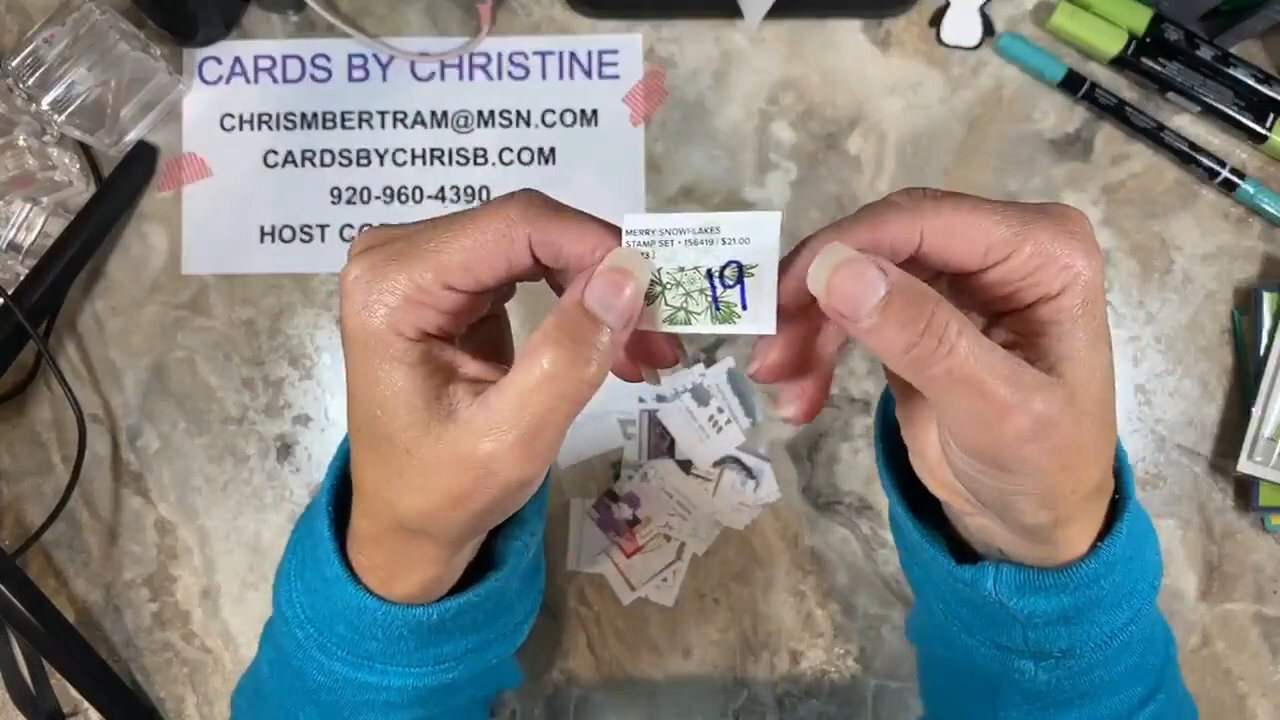 CARDS BY CHRISTINE
CHRISMBERTRAM@MSN.COM
CARDSBYCHRISB.COM
920-960-4390
HOST
MERRY SNOWFLAKES
STAMP SET • 156419 | $21.00
19